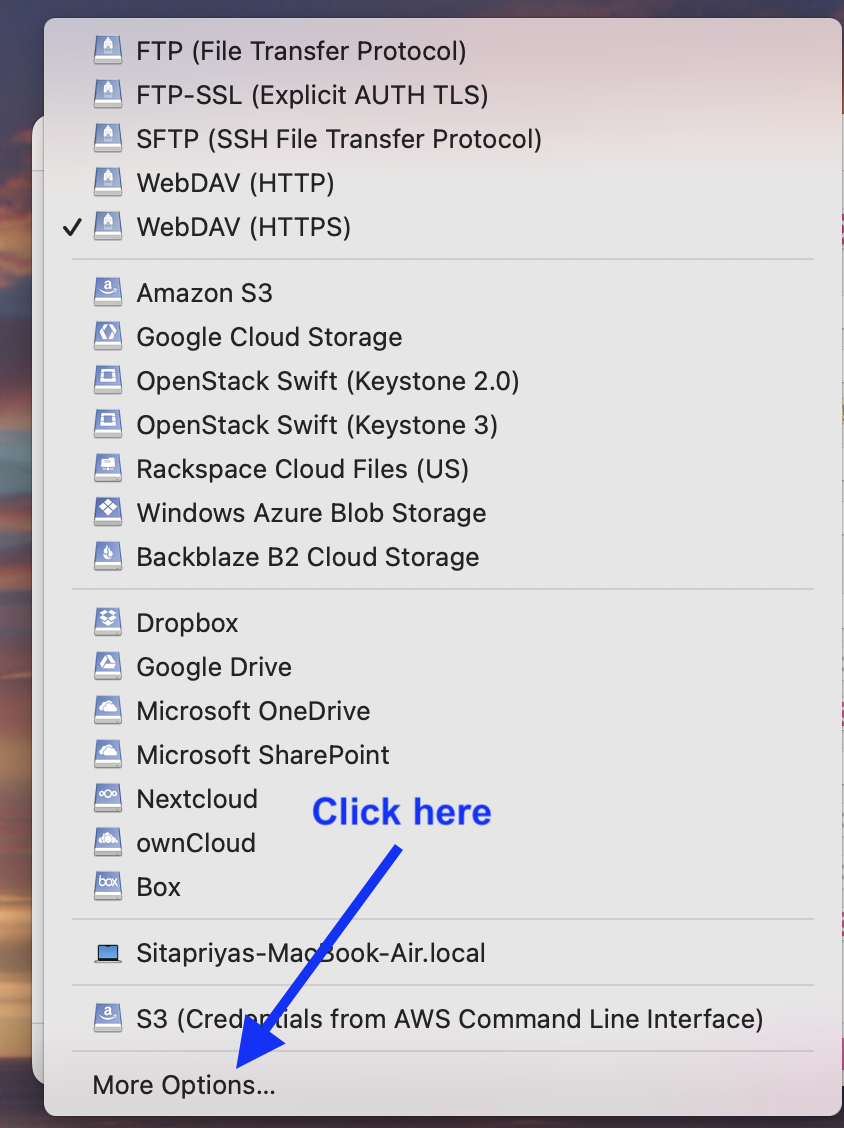 FTP (File Transfer Protocol)
FTP-SSL (Explicit AUTH TLS)
SFTP (SSH File Transfer Protocol)
WebDAV (HTTP)
WebDAV (HTTPS)
Amazon S3
Google Cloud Storage
OpenStack Swift (Keystone 2.0)
OpenStack Swift (Keystone 3)
Rackspace Cloud Files (US)
Windows Azure Blob Storage
Backblaze B2 Cloud Storage
Dropbox
Google Drive
Microsoft OneDrive
Microsoft SharePoint
Nextcloud
Click here
ownCloud
box Box
Sitapriyas-MacBook-Air.local
S3 (Credentials from AWS Command Line Interface)
More Options...